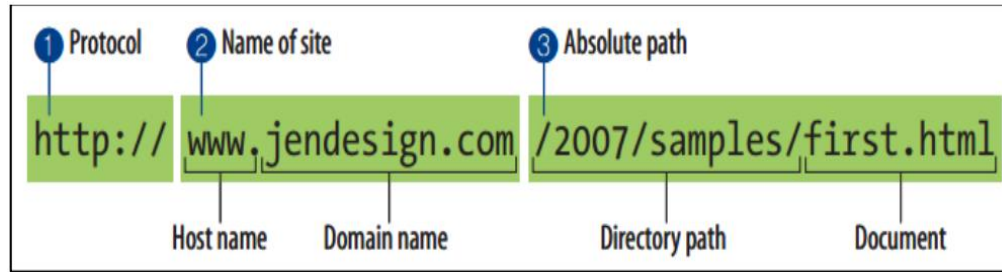 1 Protocol 2 Name of site 3 Absolute path
http:// www.jendesign.com /2007/samples/first.html
Host name Domain name Directory path Document